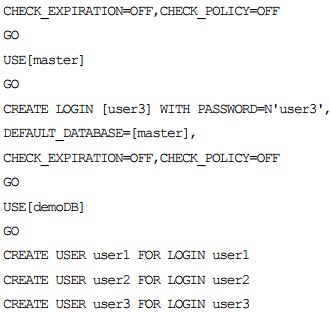 CHECK_EXPIRATION=OFF,CHECK_POLICY=OFF
GO
USE[master]
GO
CREATE LOGIN [user3] WITH PASSWORD=N'user3',
DEFAULT_DATABASE=[master],
CHECK_EXPIRATION=OFF,CHECK_POLICY=OFF
GO
USE[demoDB]
GO
CREATE USER user1 FOR LOGIN user1
CREATE USER user2 FOR LOGIN user2
CREATE USER user3 FOR LOGIN user3